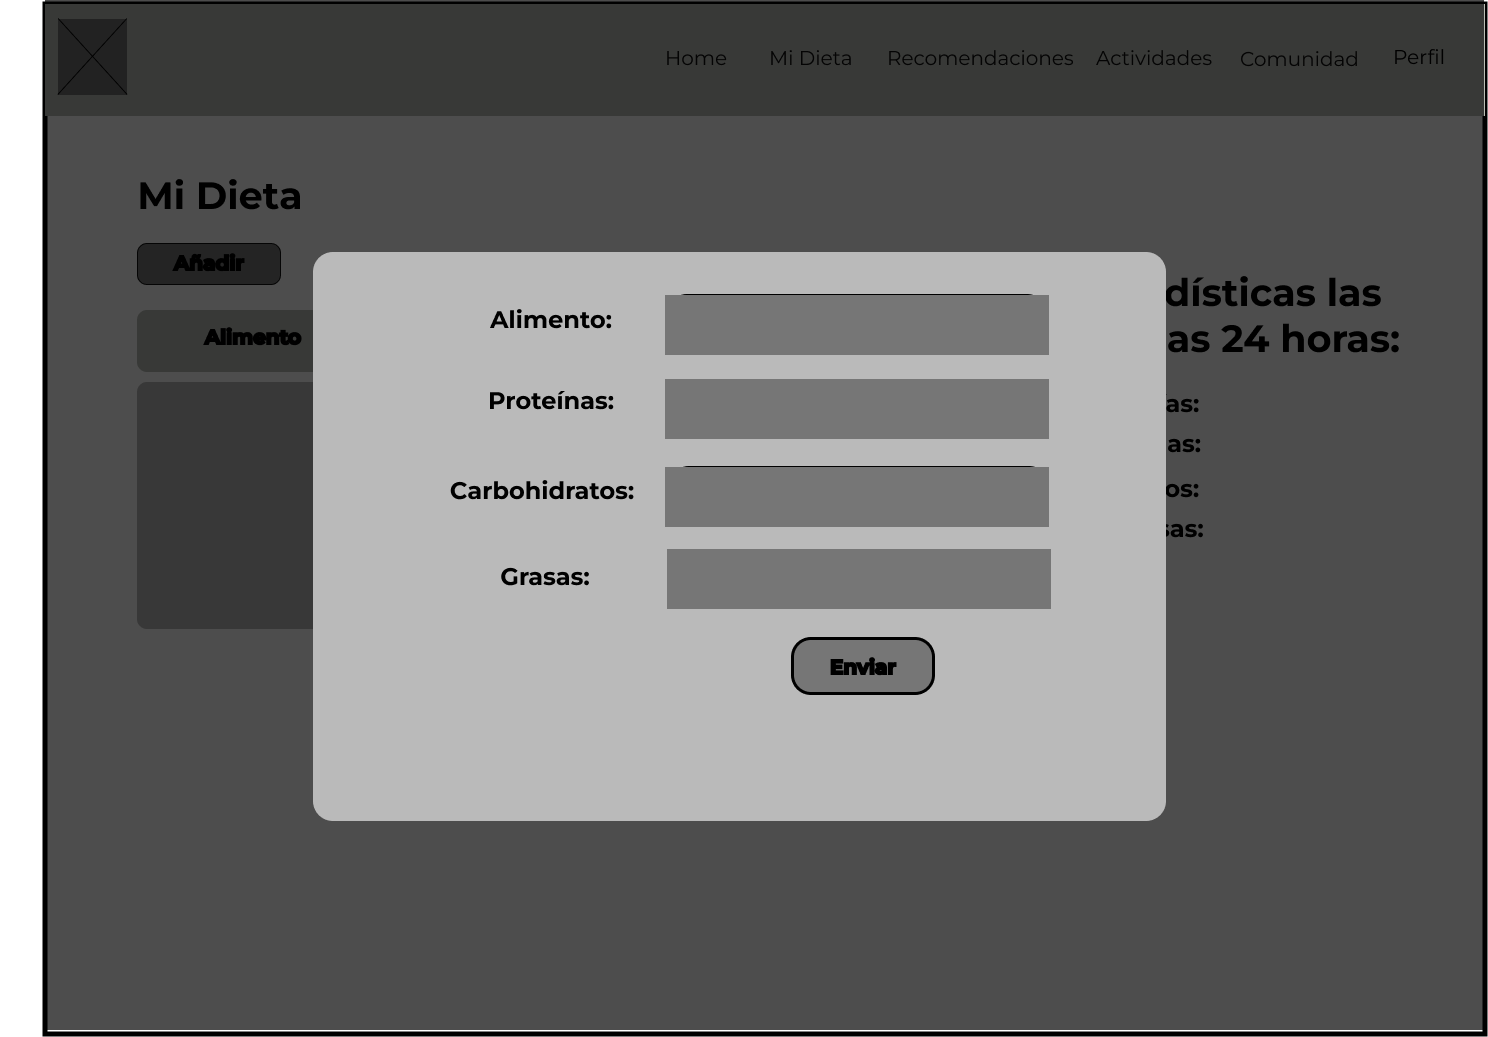 Home Mi Dieta Recomendaciones Actividades Comunidad Perfil
Mi Dieta
Añadir
Alimento
Alimento:
Proteínas:
Carbohidratos:
Grasas:
Enviar
dísticas las
as 24 horas:
as:
as:
os:
sas: